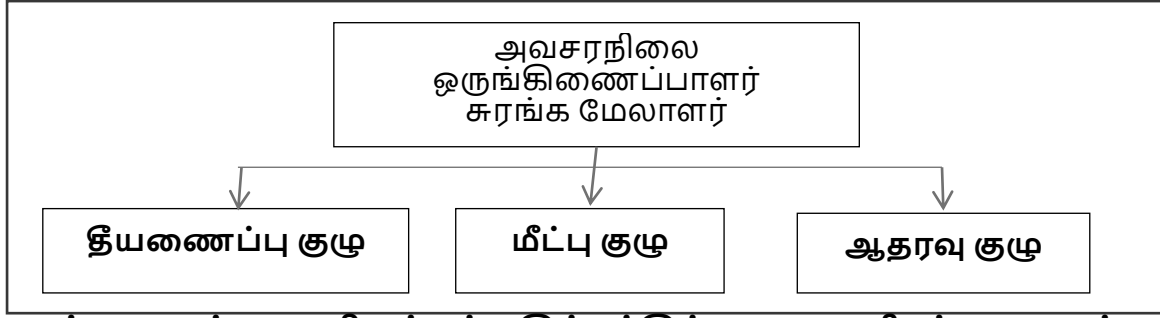 அவசரநிலை
ஒருங்கிணைப்பாளர்
சுரங்க மேலாளர்
தீயணைப்பு குழு
மீட்பு குழு
ஆதரவு குழு